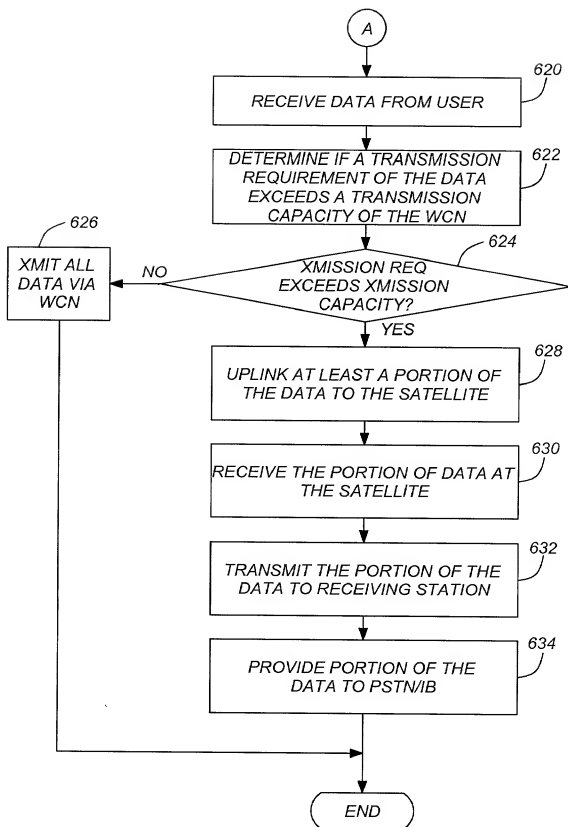 A
620
RECEIVE DATA FROM USER
622
DETERMINE IF A TRANSMISSION
REQUIREMENT OF THE DATA
EXCEEDS A TRANSMISSION
CAPACITY OF THE WCN
624
626
XMISSION REQ
EXCEEDS XMISSION
CAPACITY?
NO
XMIT ALL
DATA VIA
WCN
YES
628
UPLINK AT LEAST A PORTION OF
THE DATA TO THE SATELLITE
630
RECEIVE THE PORTION OF DATA AT
THE SATELLITE
632
TRANSMIT THE PORTION OF THE
DATA TO RECEIVING STATION
634
PROVIDE PORTION OF THE
DATA TO PSTN/IB
END